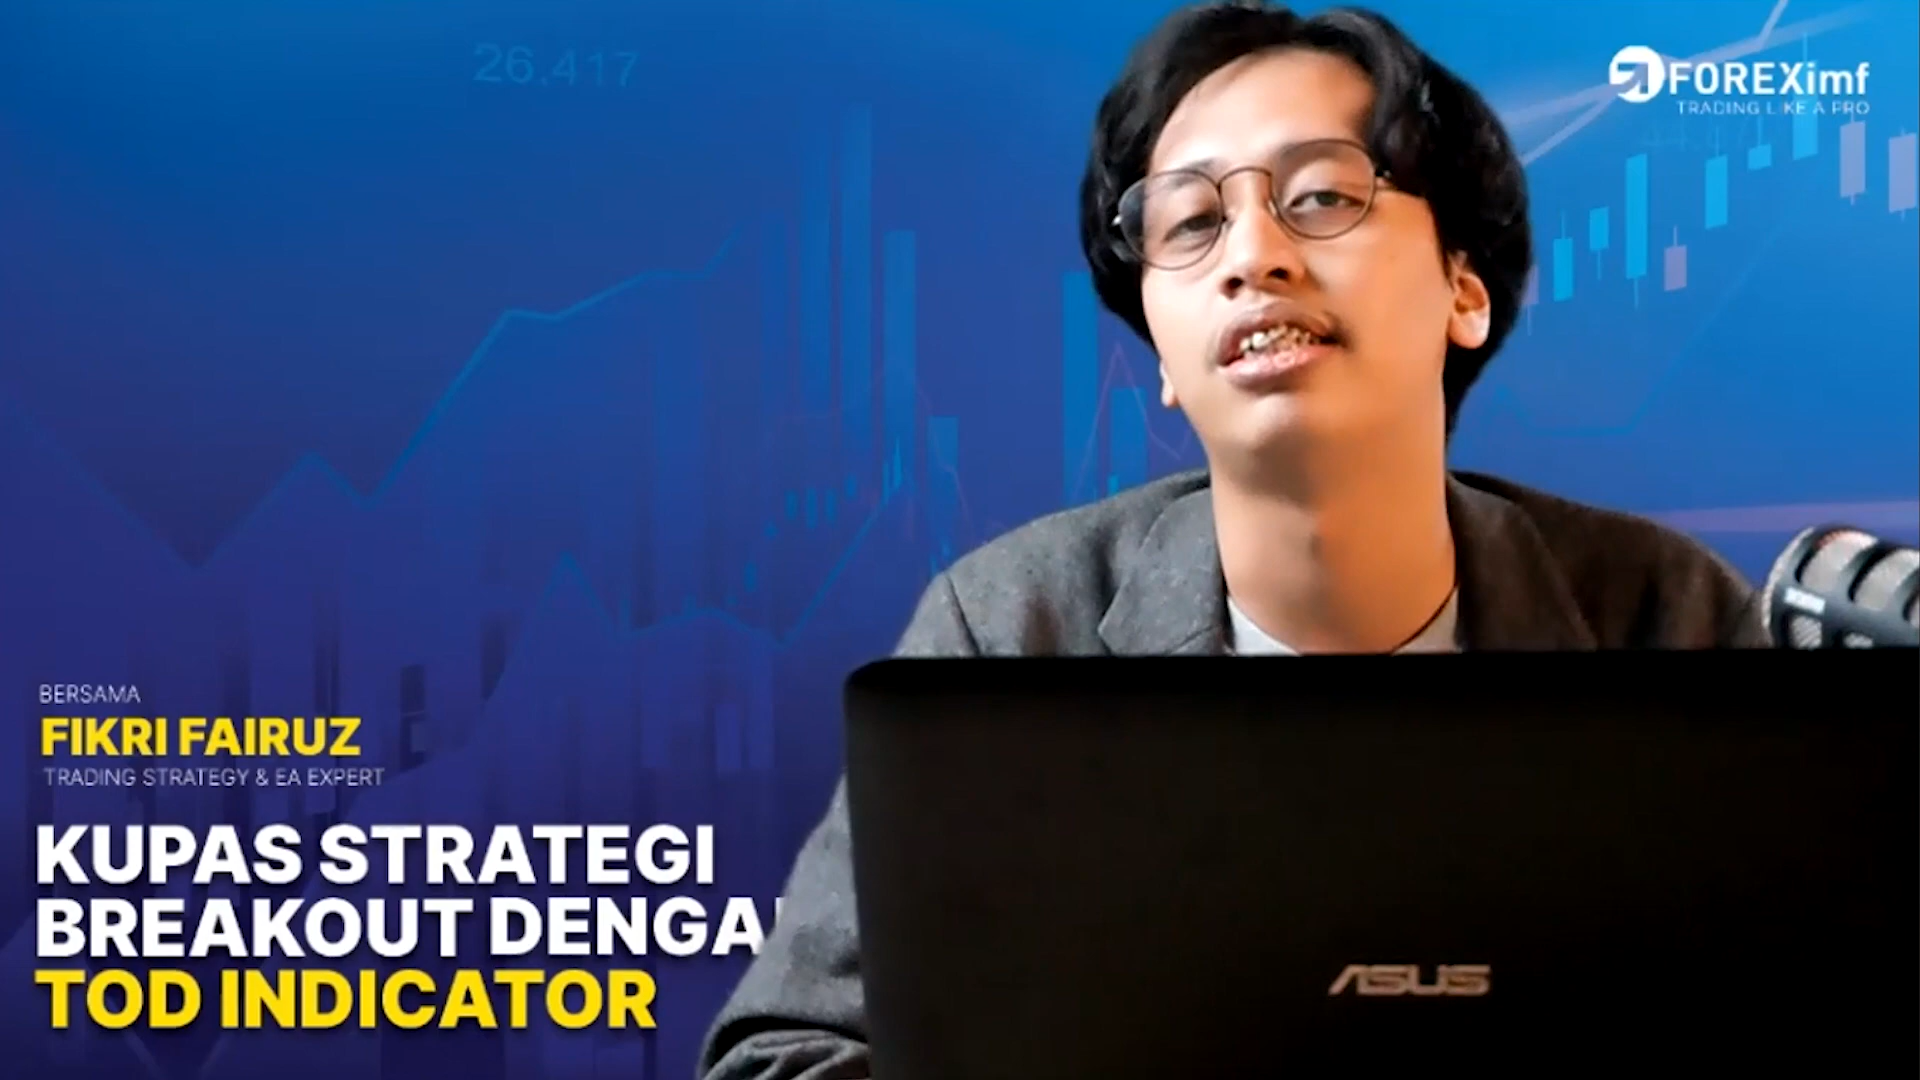 26.417
FOREXimf
TRADING LIKE A PRO
BERSAMA
FIKRI FAIRUZ
TRADING STRATEGY & EA EXPERT
KUPAS STRATEGI
BREAKOUT DENGA
TOD INDICATOR
ASUS